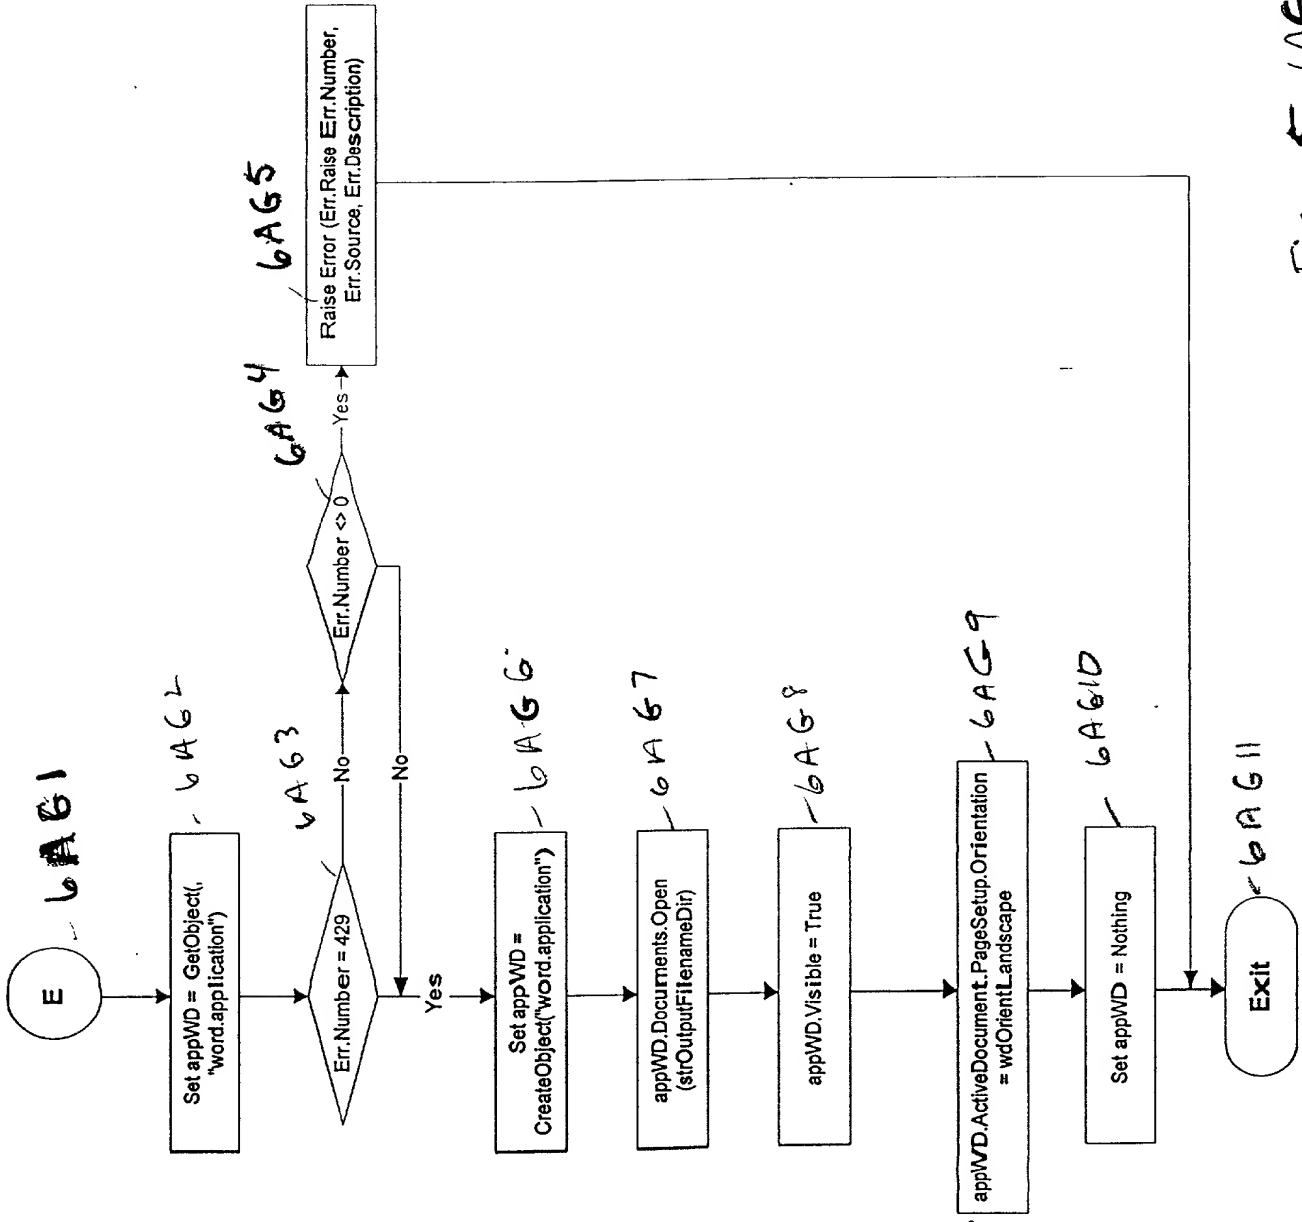 E
6AG1
Set appWD = GetObject(,
"word.application")
6AG2
Err.Number = 429
6AG3
No
Err.Number <> 0
6AG4
Yes
Raise Error (Err.Raise Err.Number,
Err.Source, Err.Description)
6AG5
No
Yes
Set appWD =
CreateObject("word.application")
6AG6
appWD.Documents.Open
(strOutputFilenameDir)
6AG7
appWD.Visible = True
6AG8
appWD.ActiveDocument.PageSetup.Orientation
= wdOrientLandscape
6AG9
Set appWD = Nothing
6AG10
Exit
6AG11